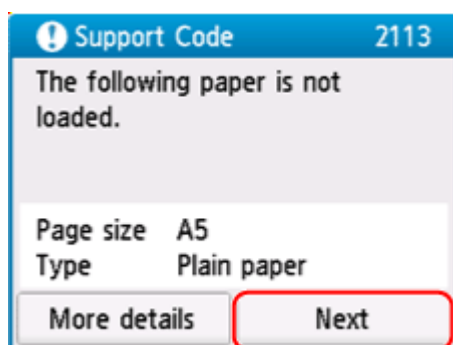 Support Code 2113
The following paper is not
loaded.
Page size A5
Type Plain paper
More details Next